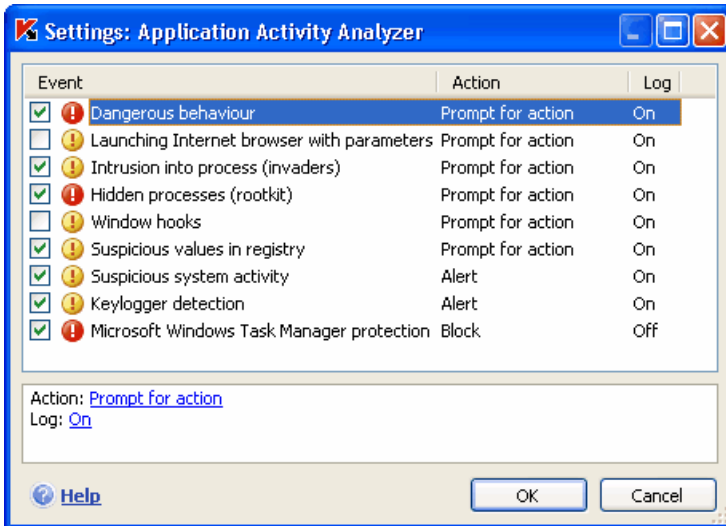 Settings: Application Activity Analyzer
Event Action Log
Dangerous behaviour Prompt for action On
Launching Internet browser with parameters Prompt for action On
Intrusion into process (invaders) Prompt for action On
Hidden processes (rootkit) Prompt for action On
Window hooks Prompt for action On
Suspicious values in registry Prompt for action On
Suspicious system activity Alert On
Keylogger detection Alert On
Microsoft Windows Task Manager protection Block Off
Action: Prompt for action
Log: On
Help OK Cancel